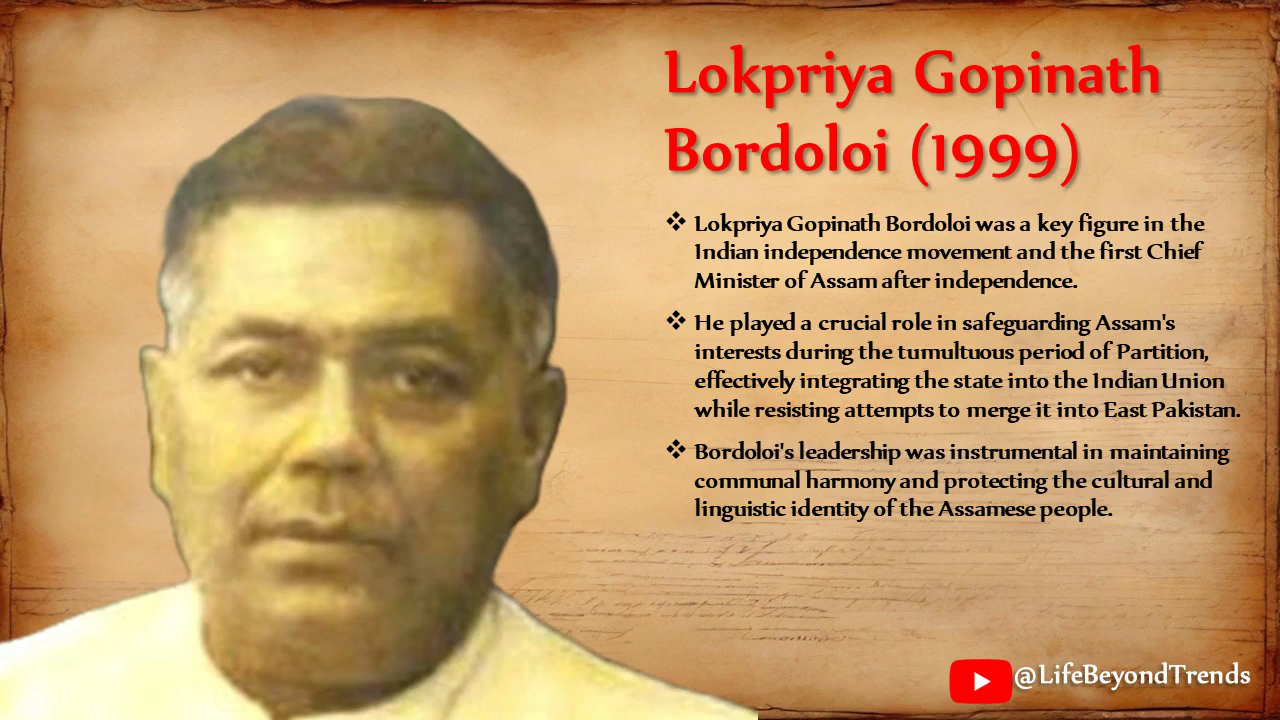 Lokpriya Gopinath
Bordoloi (1999)
❖ Lokpriya Gopinath Bordoloi was a key figure in the
Indian independence movement and the first Chief
Minister of Assam after independence.
❖ He played a crucial role in safeguarding Assam's
interests during the tumultuous period of Partition,
effectively integrating the state into the Indian Union
while resisting attempts to merge it into East Pakistan.
❖ Bordoloi's leadership was instrumental in maintaining
communal harmony and protecting the cultural and
linguistic identity of the Assamese people.
@LifeBeyondTrends